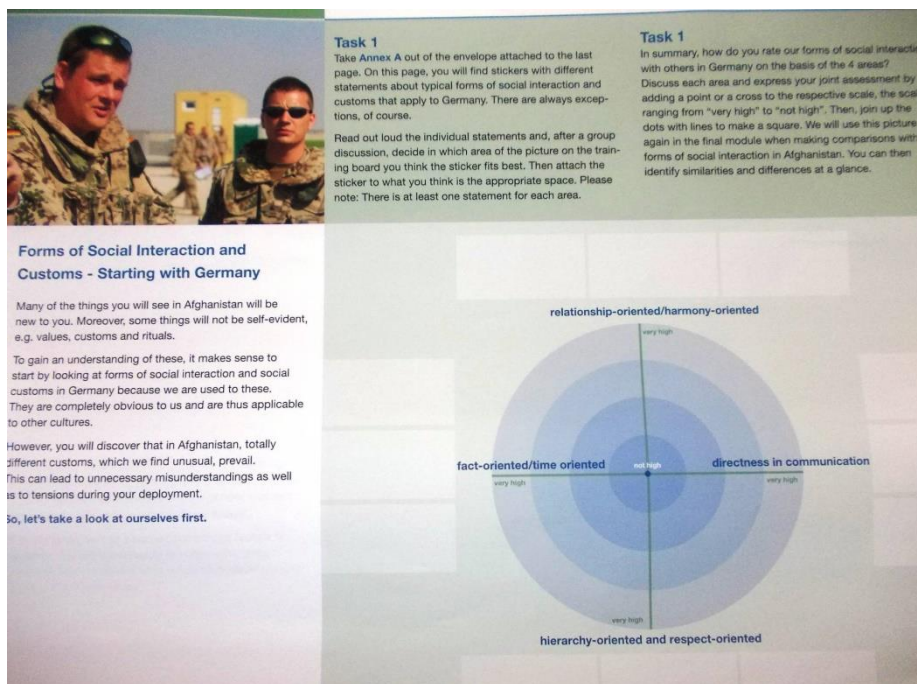 Task 1
Take Annex A out of the envelope attached to the last
page. On this page, you will find stickers with different
statements about typical forms of social interaction and
customs that apply to Germany. There are always excep-
tions, of course.
Read out loud the individual statements and, after a group
discussion, decide in which area of the picture on the train-
ing board you think the sticker fits best. Then attach the
sticker to what you think is the appropriate space. Please
note: There is at least one statement for each area.
Task 1
In summary, how do you rate our forms of social
with others in Germany on the basis of the 4 areas?
Discuss each area and express your joint assessment by
adding a point or a cross to the respective scale, the
ranging from "very high" to "not high". Then, join up the
dots with lines to make a square. We will use this picture
again in the final module when making comparisons with
forms of social interaction in Afghanistan. You can then
identify similarities and differences at a glance.
Forms of Social Interaction and
Customs - Starting with Germany
Many of the things you will see in Afghanistan will be
new to you. Moreover, some things will not be self-evident,
e.g. values, customs and rituals.
To gain an understanding of these, it makes sense to
start by looking at forms of social interaction and social
customs in Germany because we are used to these.
They are completely obvious to us and are thus applicable
to other cultures.
However, you will discover that in Afghanistan, totally
different customs, which we find unusual, prevail.
This can lead to unnecessary misunderstandings as well
as to tensions during your deployment.
So, let's take a look at ourselves first.
relationship-oriented/harmony-oriented
very high
fact-oriented/time oriented
not high
directness in communication
very high
very high
very high
hierarchy-oriented and respect-oriented